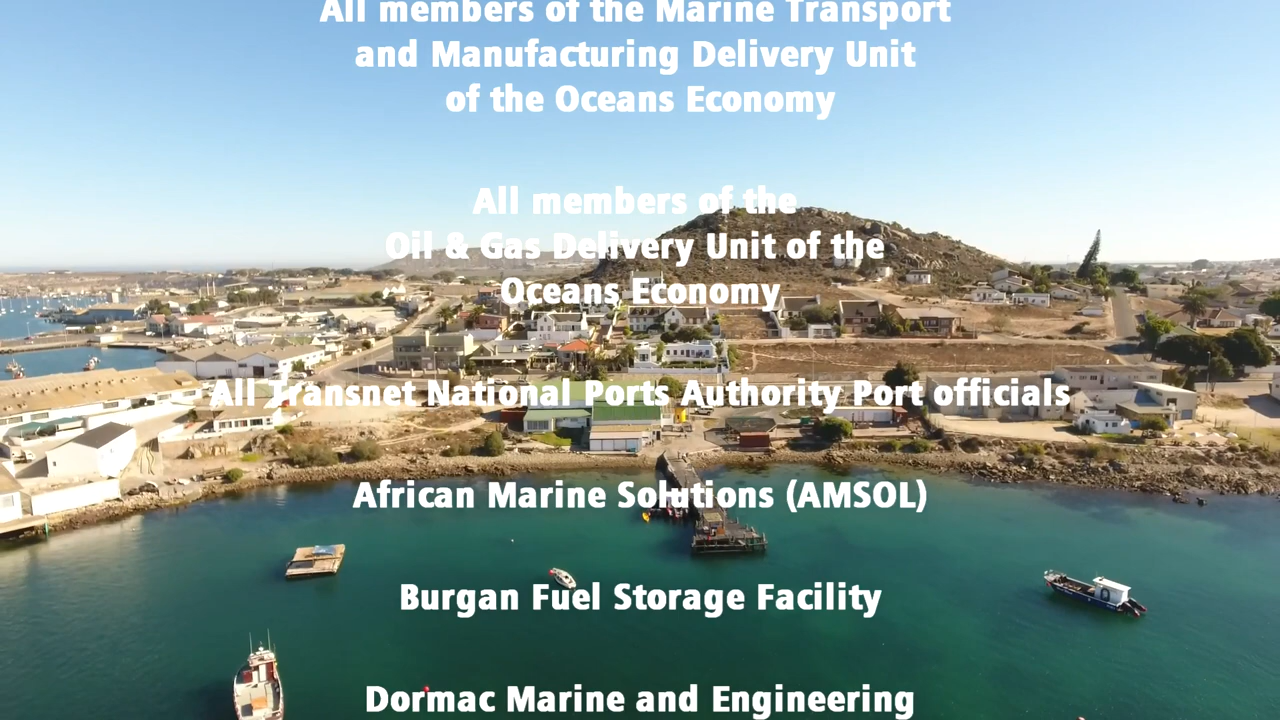 All members of the Marine Transport
and Manufacturing Delivery Unit
of the Oceans Economy
All members of the
Oil & Gas Delivery Unit of the
Oceans Economy
All Transnet National Ports Authority Port officials
African Marine Solutions (AMSOL)
Burgan Fuel Storage Facility
Dormac Marine and Engineering